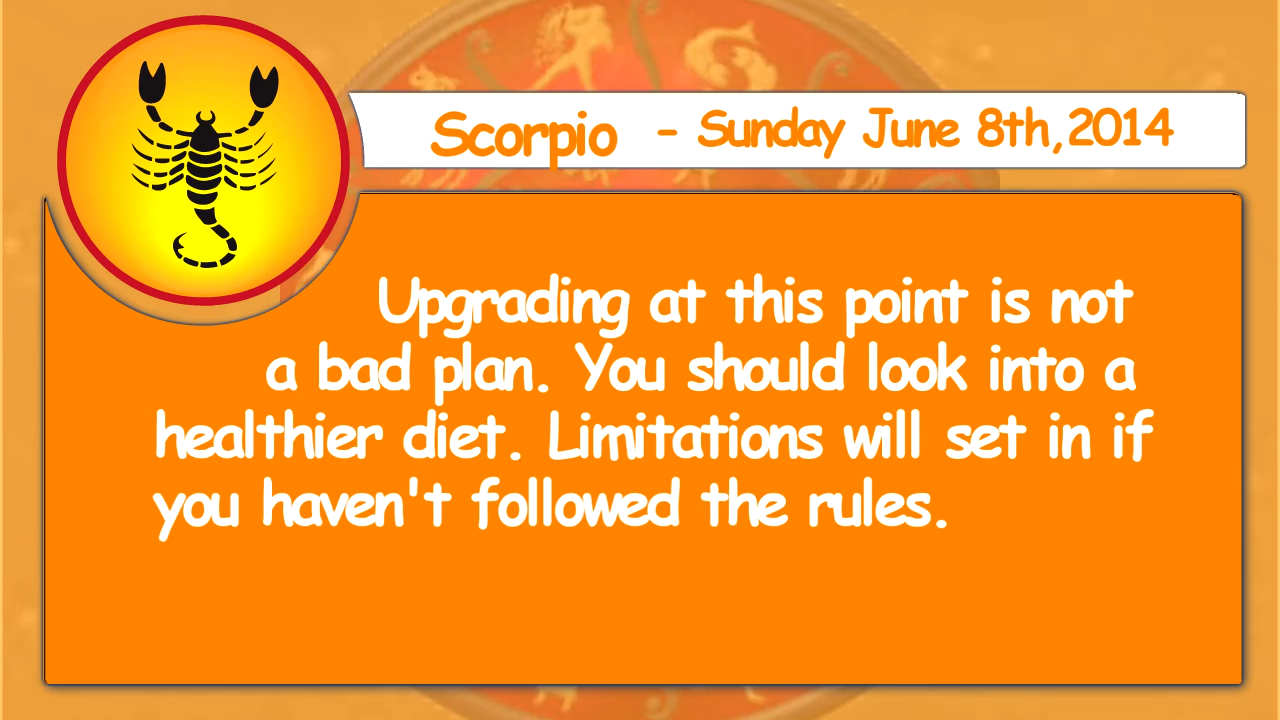 Scorpio - Sunday June 8th,2014
Upgrading at this point is not
a bad plan. You should look into a
healthier diet. Limitations will set in if
you haven't followed the rules.